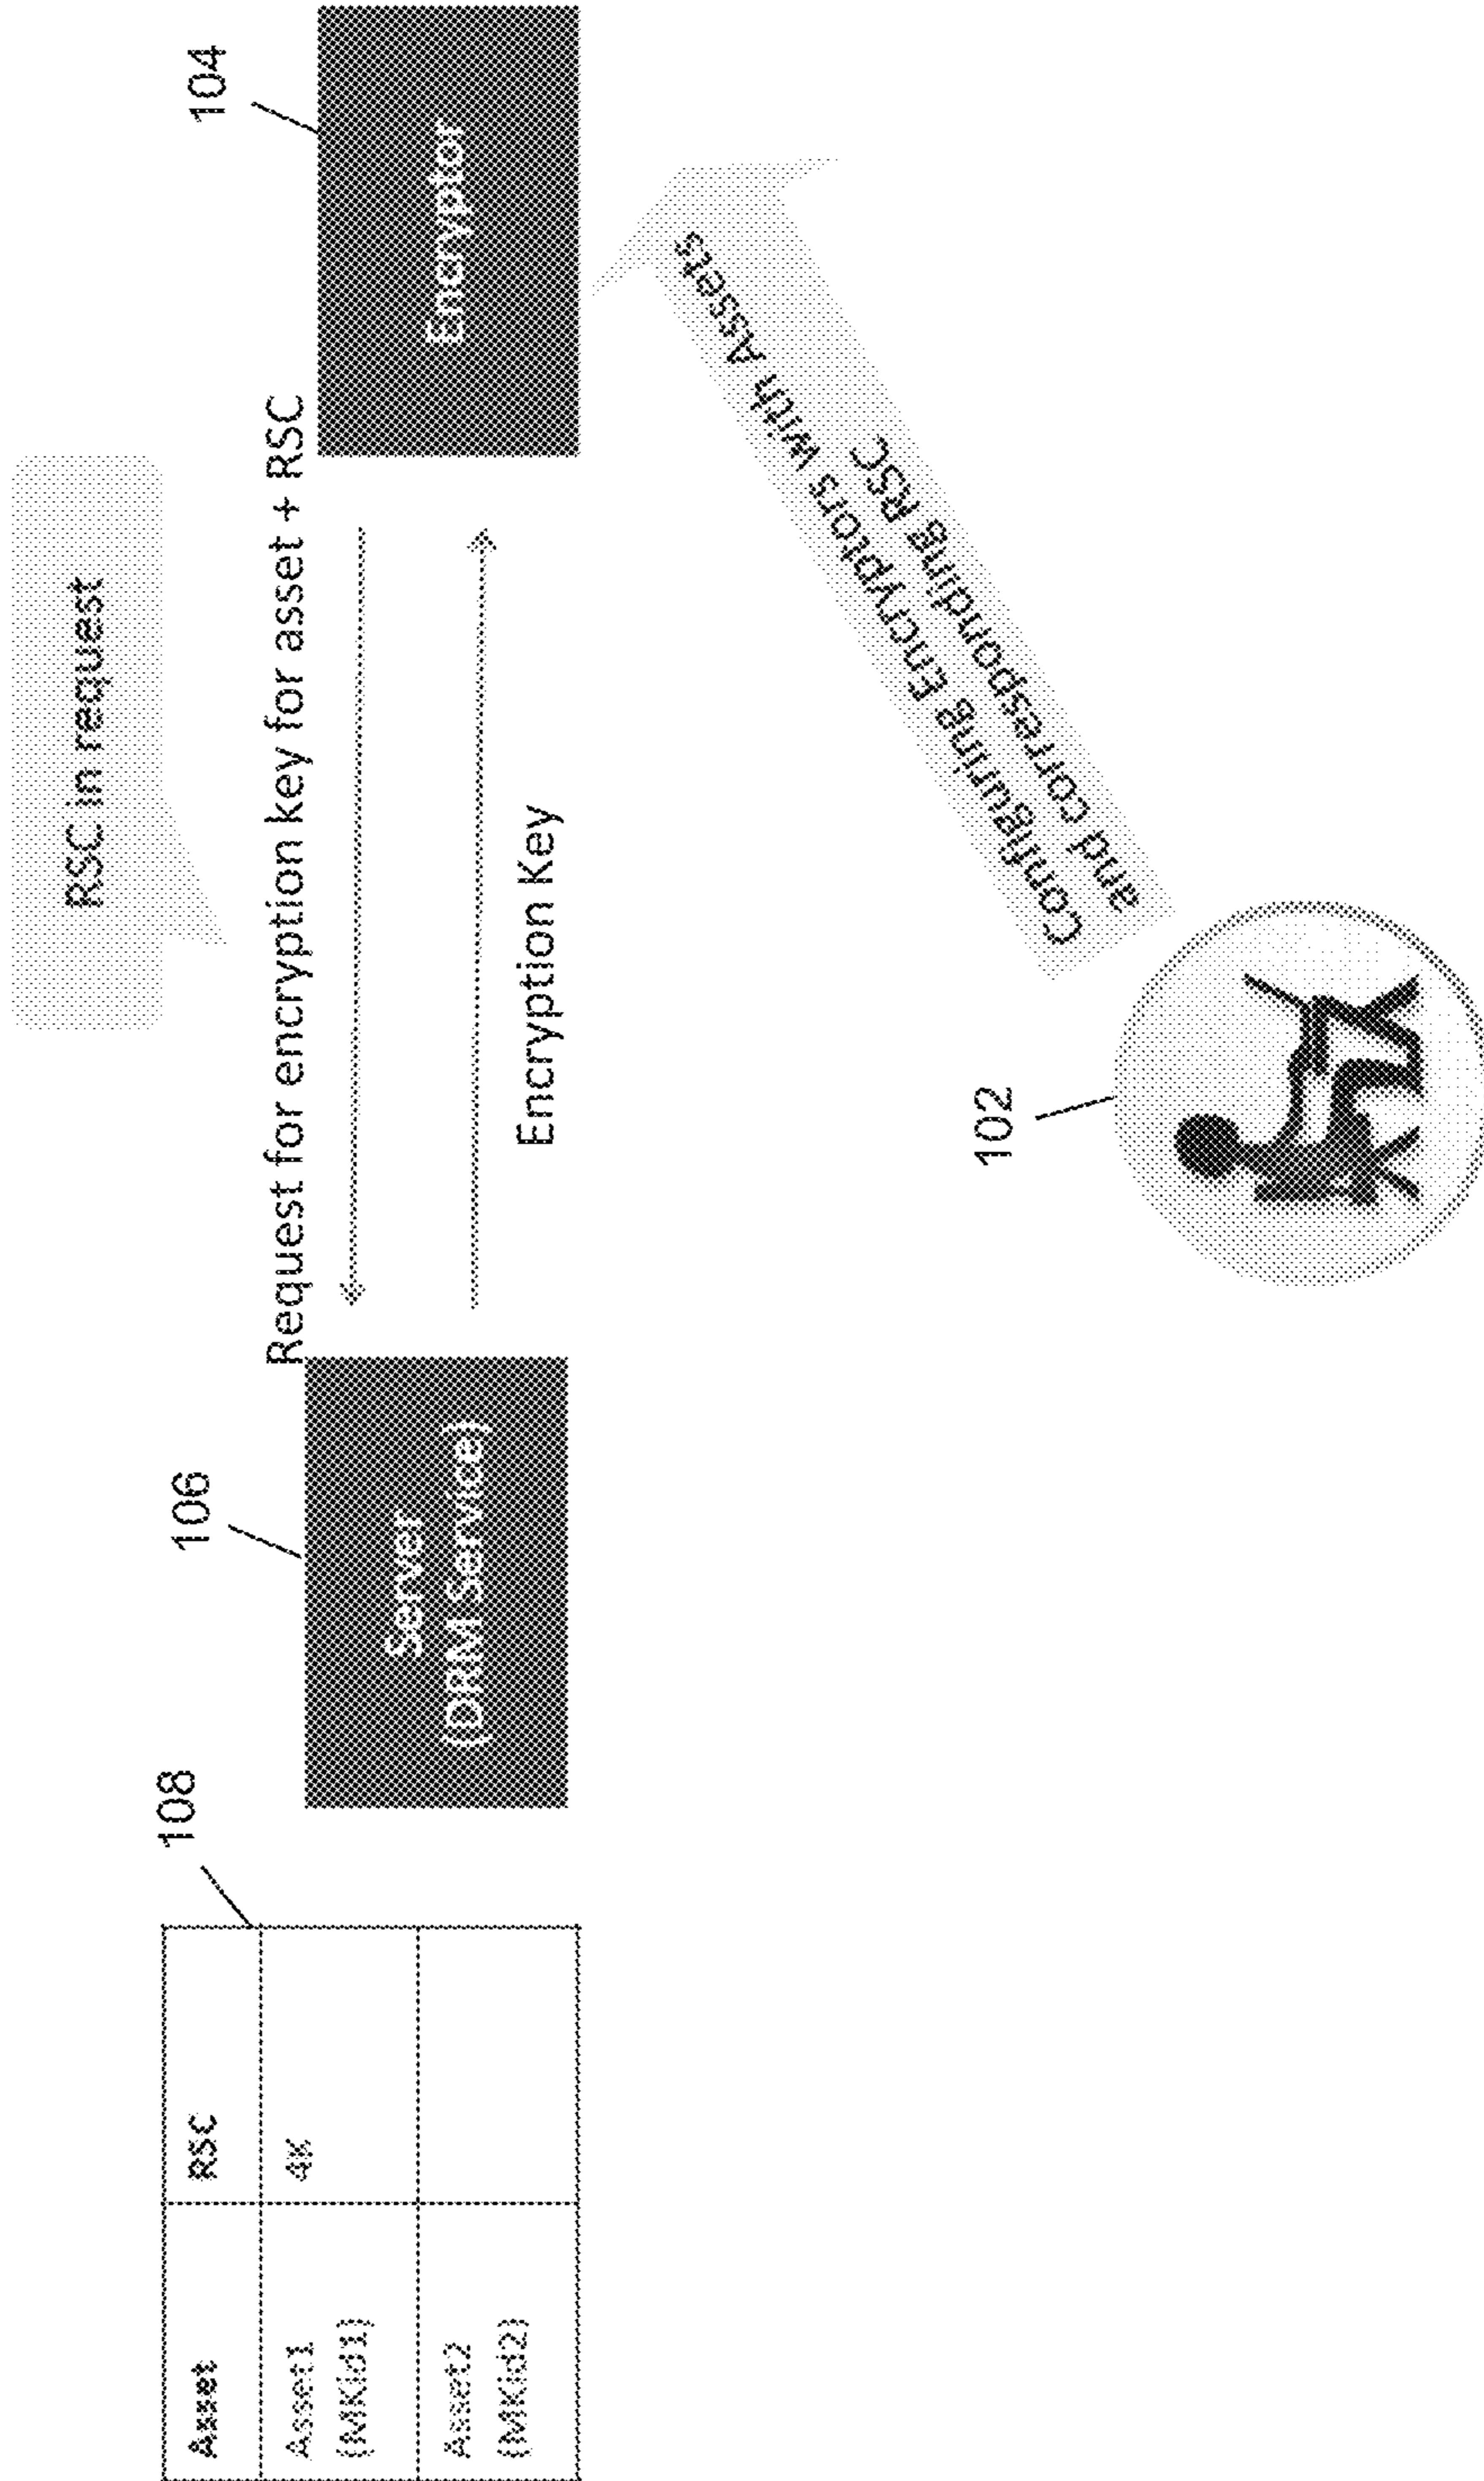 RSC in request
Request for encryption key for asset + RSC
Encryption Key
104
Encryptor
106
Server
(DRM Service)
108
Asset RSC
Asset1 4K
(MKid1)
Asset2
(MKid2)
Configuring Encryptors with Assets
and corresponding RSC
102